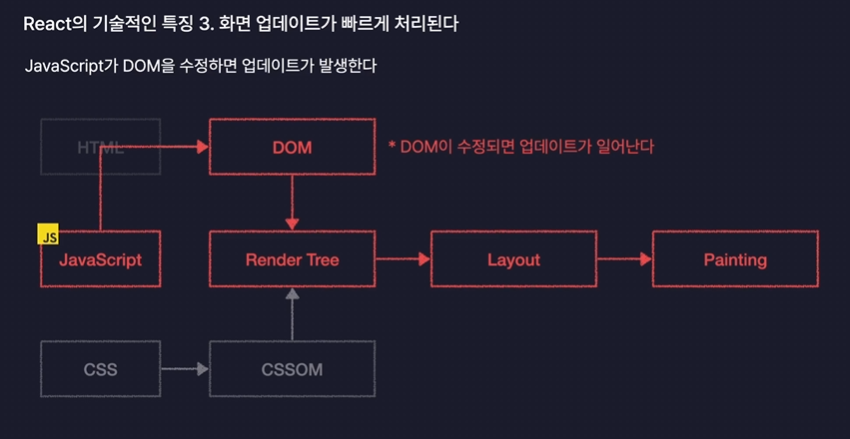 React의 기술적인 특징 3. 화면 업데이트가 빠르게 처리된다
JavaScript가 DOM을 수정하면 업데이트가 발생한다
HTML
DOM
* DOM이 수정되면 업데이트가 일어난다
JS
JavaScript
Render Tree
Layout
Painting
CSS
CSSOM